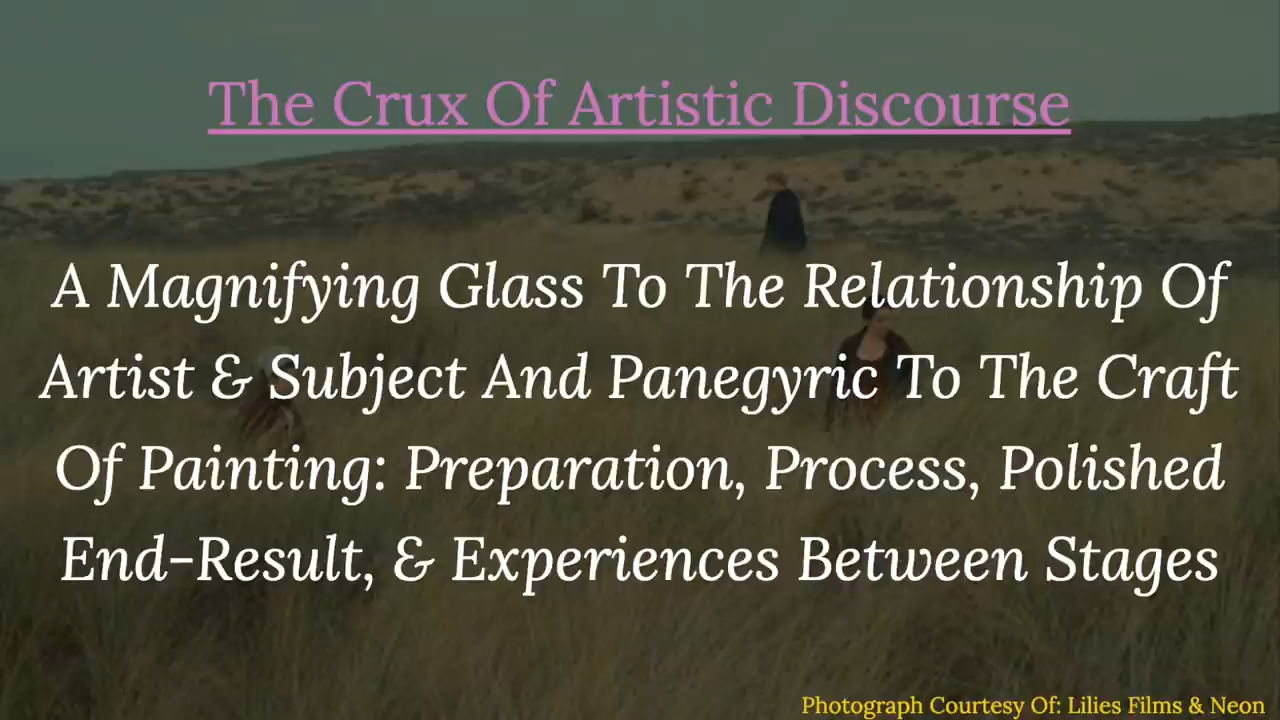 The Crux Of Artistic Discourse
A Magnifying Glass To The Relationship Of
Artist & Subject And Panegyric To The Craft
Of Painting: Preparation, Process, Polished
End-Result, & Experiences Between Stages
Photograph Courtesy Of: Lilies Films & Neon